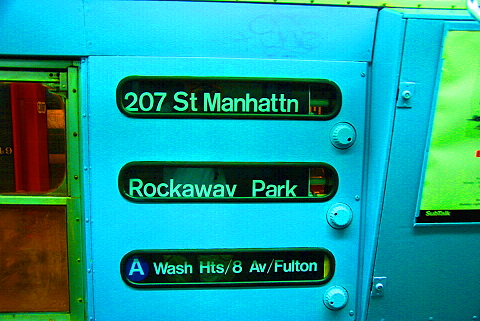 207 St Manhattn
Rockaway Park
A Wash Hts/8 Av/Fulton
SubTalk